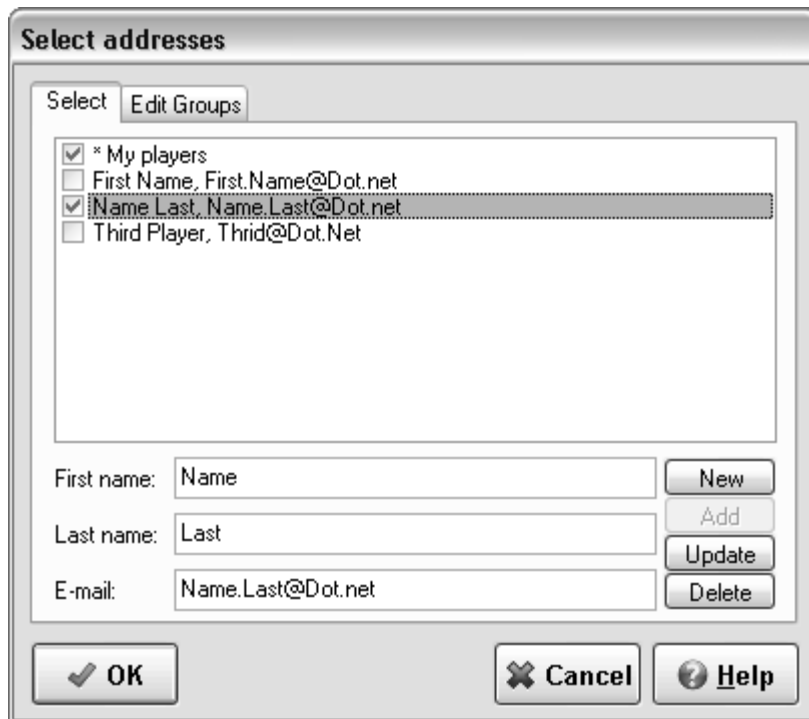 Select addresses
Select Edit Groups
* My players
First Name, First.Name@Dot.net
Name Last, Name.Last@Dot.net
Third Player, Thrid@Dot.Net
First name: Name New
Add
Last name: Last
Update
E-mail: Name.Last@Dot.net Delete
OK Cancel Help